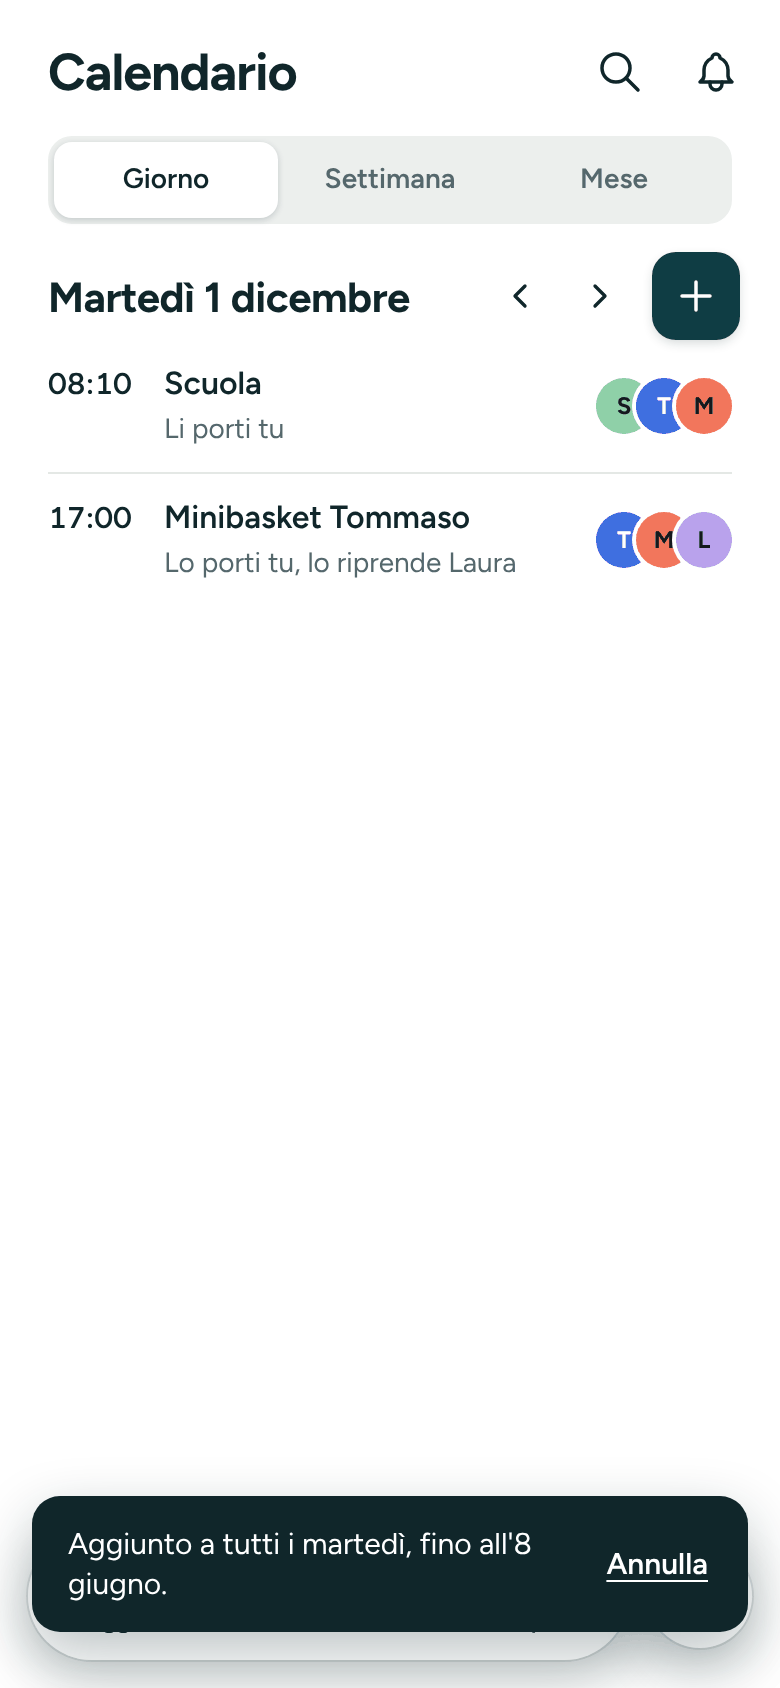 Calendario
Giorno
Settimana
Mese
Martedì 1 dicembre
08:10
Scuola
Li porti tu
S
T
M
17:00
Minibasket Tommaso
Lo porti tu, lo riprende Laura
T
M
L
Aggiunto a tutti i martedì, fino all'8
giugno.
Annulla